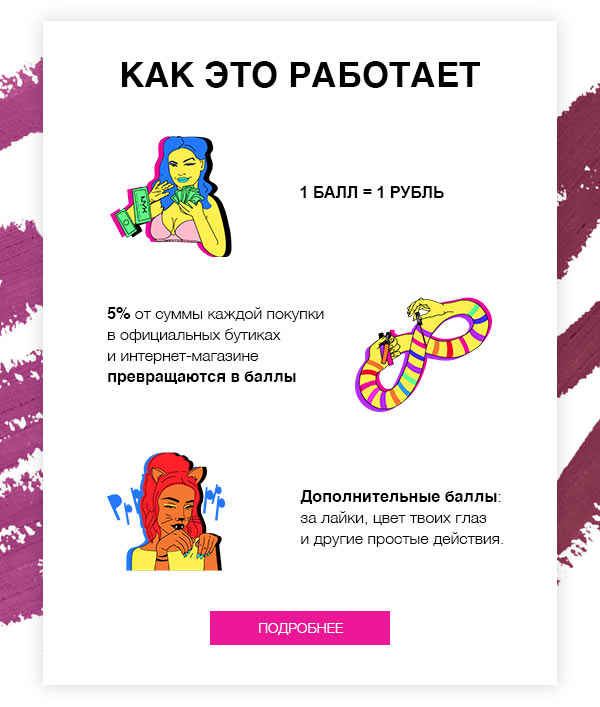 КАК ЭТО РАБОТАЕТ
NYX
1 БАЛЛ = 1 РУБЛЬ
5% от суммы каждой покупки
в официальных бутиках
и интернет-магазине
превращаются в баллы
Дополнительные баллы:
за лайки, цвет твоих глаз
и другие простые действия.
ПОДРОБНЕЕ